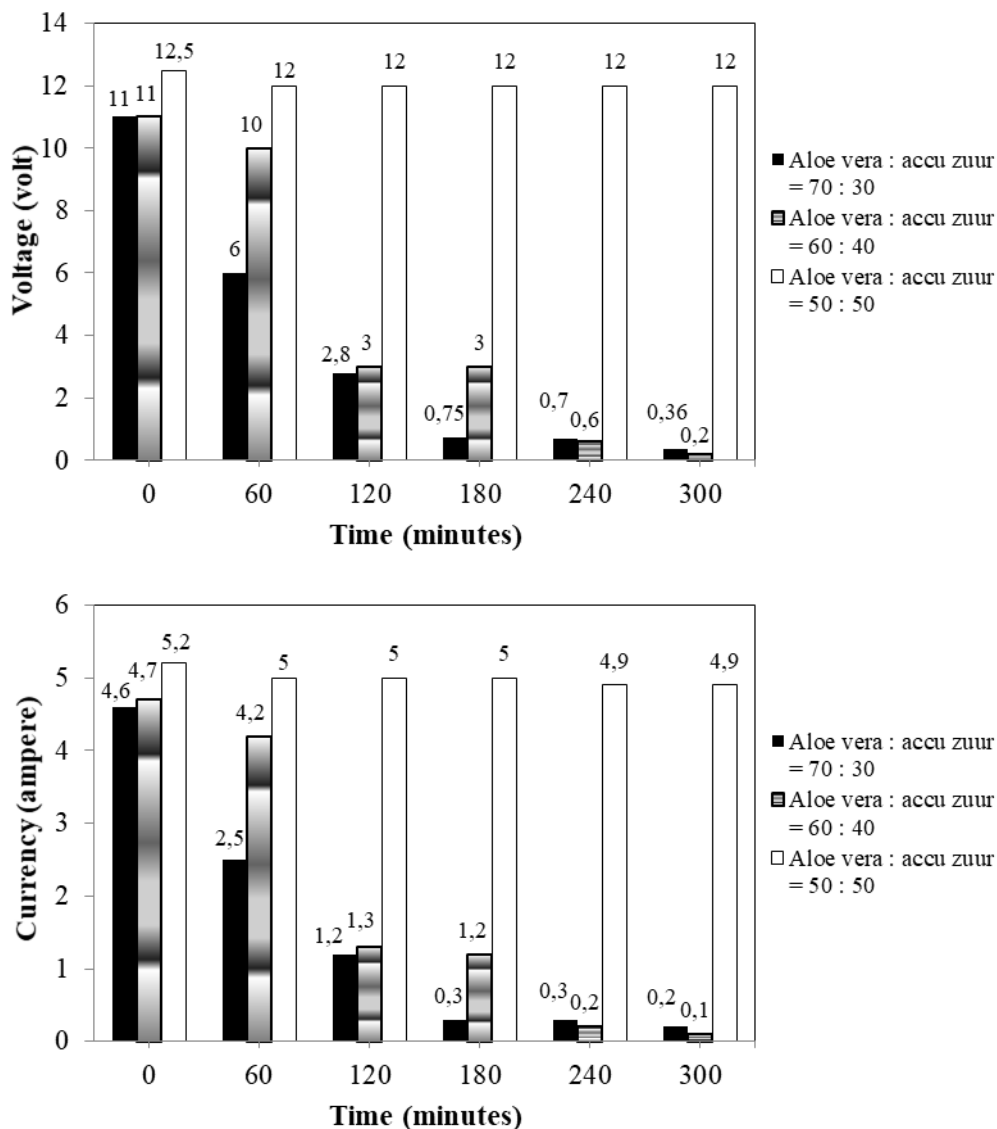 14
12
10
8
6
4
2
0
Voltage (volt)
11 11 12,5
6 10 12
2,8 3 12
0,75 3 12
0,7 0,6 12
0,36 0,2 12
0 60 120 180 240 300
Time (minutes)
Aloe vera : accu zuur
= 70 : 30
Aloe vera : accu zuur
= 60 : 40
Aloe vera : accu zuur
= 50 : 50
6
5
4
3
2
1
0
Currency (ampere)
4,6 4,7 5,2
2,5 4,2 5
1,2 1,3 5
0,3 1,2 5
0,3 0,2 4,9
0,2 0,1 4,9
0 60 120 180 240 300
Time (minutes)
Aloe vera : accu zuur
= 70 : 30
Aloe vera : accu zuur
= 60 : 40
Aloe vera : accu zuur
= 50 : 50